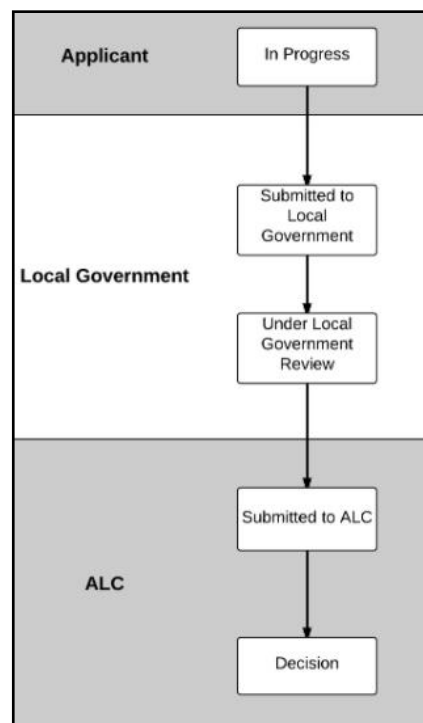 Applicant
In Progress
Submitted to
Local
Government
Local Government
Under Local
Government
Review
Submitted to ALC
ALC
Decision